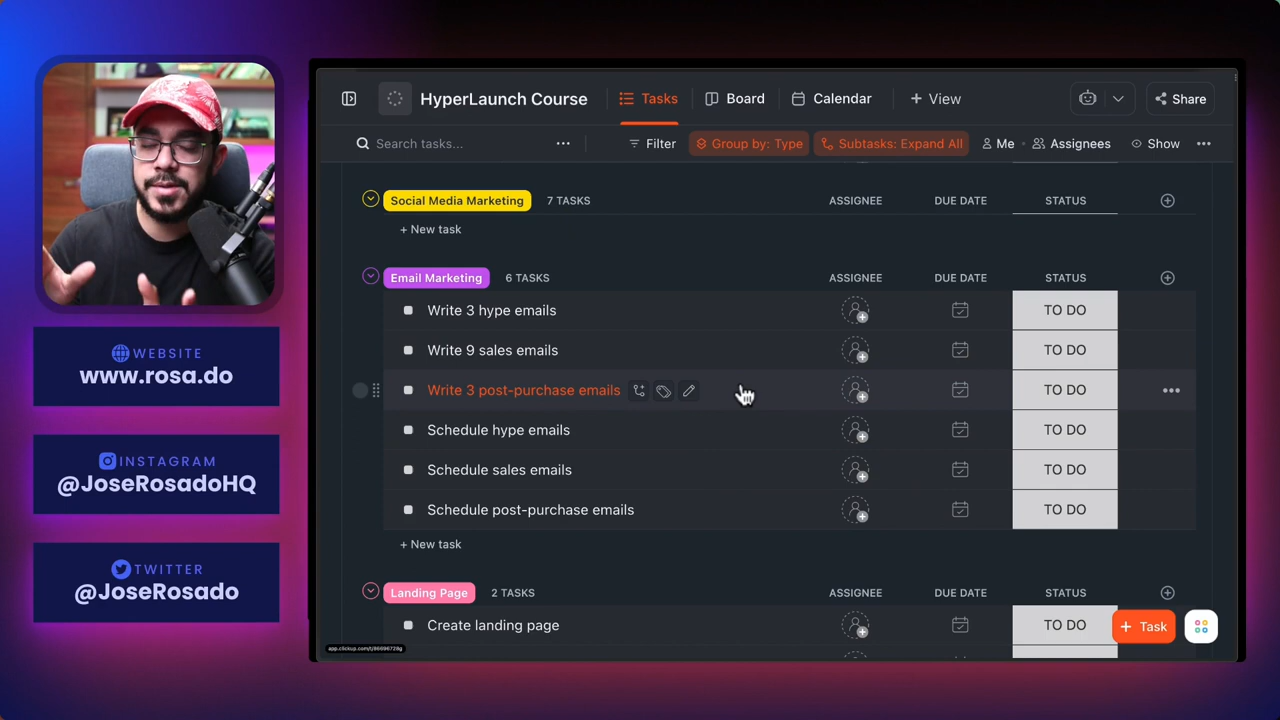 WEBSITE
www.rosa.do
INSTAGRAM
@JoseRosadoHQ
TWITTER
@JoseRosado
HyperLaunch Course
Tasks
Board
Calendar
+ View
Share
Search tasks...
Filter
Group by: Type
Subtasks: Expand All
Me
Assignees
Show
Social Media Marketing 7 TASKS ASSIGNEE DUE DATE STATUS
+ New task
Email Marketing 6 TASKS ASSIGNEE DUE DATE STATUS
Write 3 hype emails TO DO
Write 9 sales emails TO DO
Write 3 post-purchase emails TO DO
Schedule hype emails TO DO
Schedule sales emails TO DO
Schedule post-purchase emails TO DO
+ New task
Landing Page 2 TASKS ASSIGNEE DUE DATE STATUS
Create landing page TO DO
+ Task